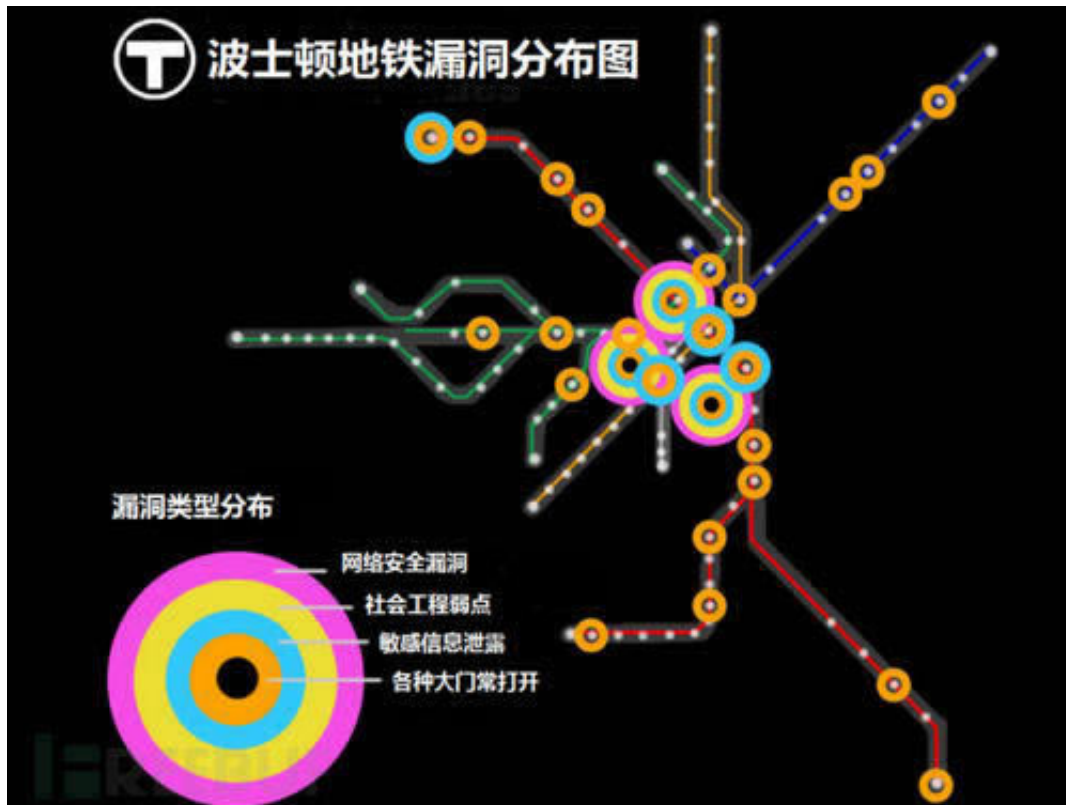 T 波士顿地铁漏洞分布图
漏洞类型分布
网络安全漏洞
社会工程弱点
敏感信息泄露
各种大门常打开